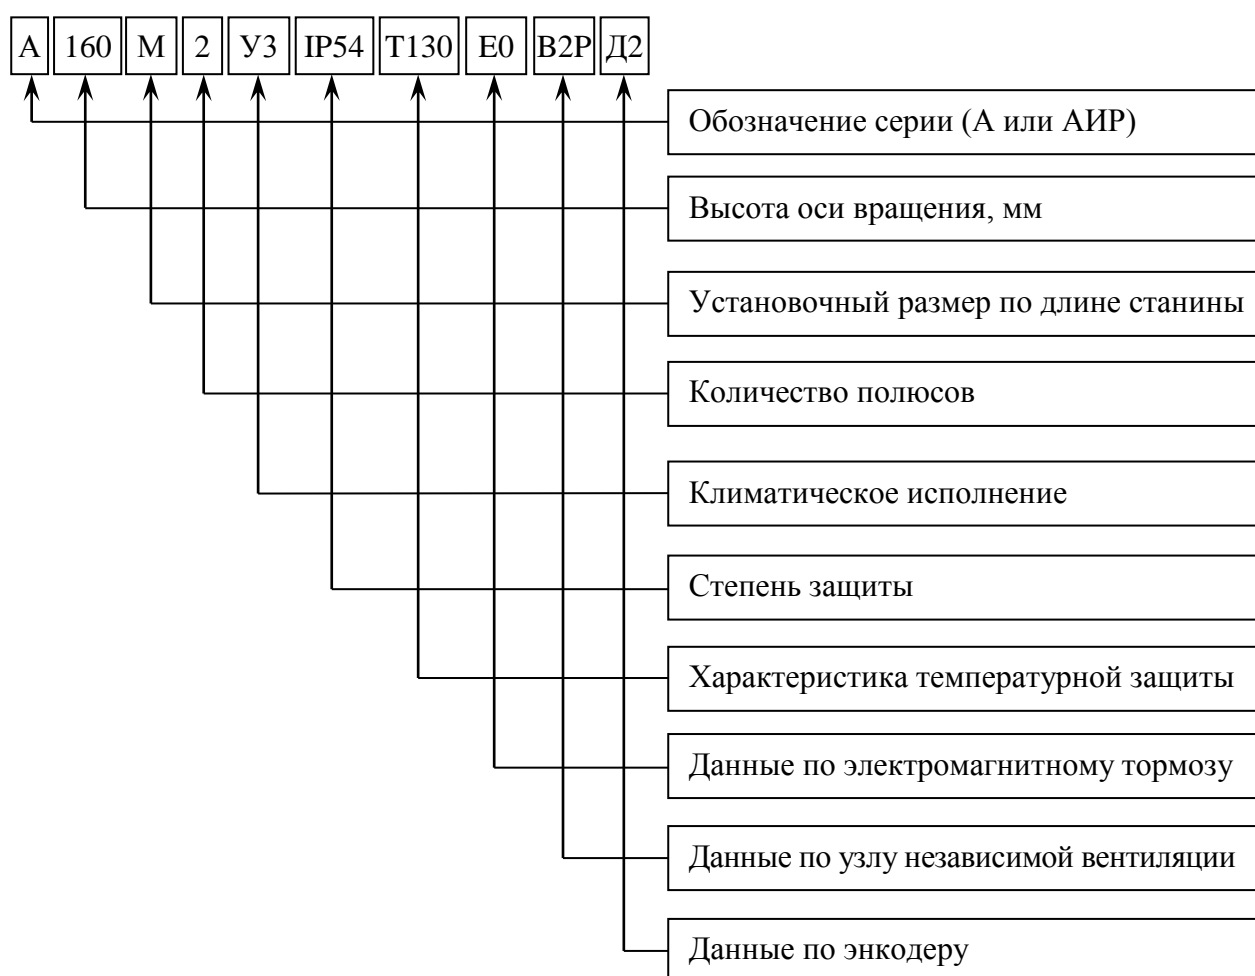 А 160 М 2 У3 IP54 Т130 Е0 В2Р Д2
Обозначение серии (А или АИР)
Высота оси вращения, мм
Установочный размер по длине станины
Количество полюсов
Климатическое исполнение
Степень защиты
Характеристика температурной защиты
Данные по электромагнитному тормозу
Данные по узлу независимой вентиляции
Данные по энкодеру